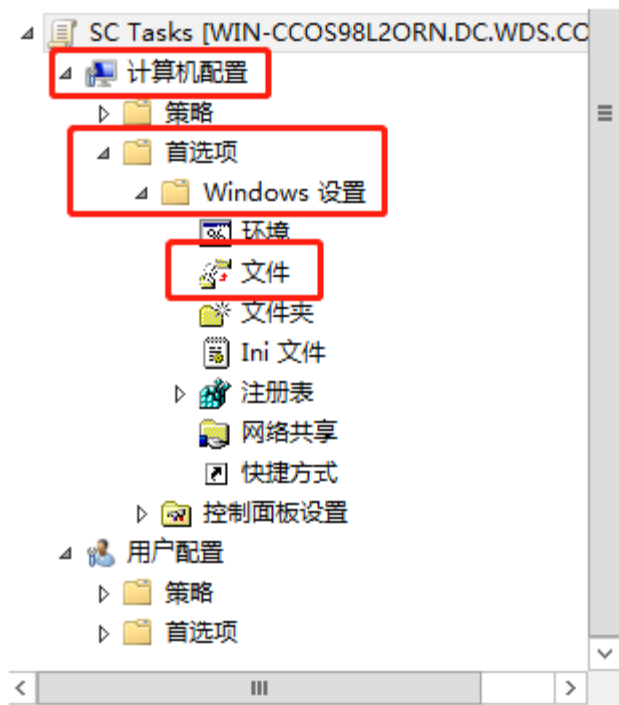 SC Tasks [WIN-CCOS98L2ORN.DC.WDS.CO
计算机配置
策略
首选项
Windows 设置
环境
文件
文件夹
Ini 文件
注册表
网络共享
快捷方式
控制面板设置
用户配置
策略
首选项